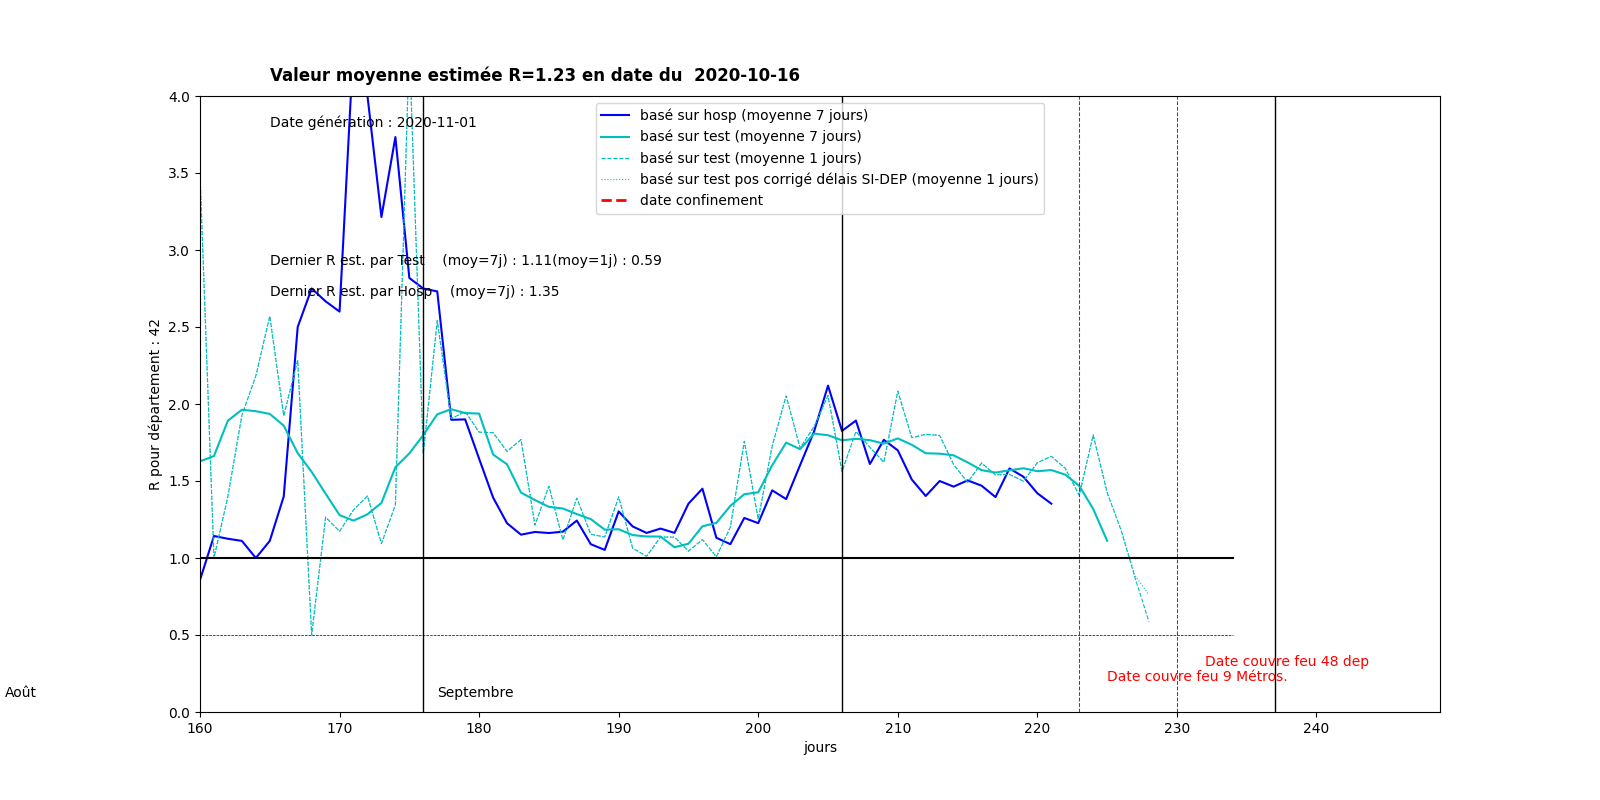 Valeur moyenne estimée R=1.23 en date du  2020-10-16
Date génération : 2020-11-01
basé sur hosp (moyenne 7 jours)
basé sur test (moyenne 7 jours)
basé sur test (moyenne 1 jours)
basé sur test pos corrigé délais SI-DEP (moyenne 1 jours)
date confinement
Dernier R est. par Test    (moy=7j) : 1.11(moy=1j) : 0.59
Dernier R est. par Hosp    (moy=7j) : 1.35
R pour département : 42
4.0
3.5
3.0
2.5
2.0
1.5
1.0
0.5
0.0
Date couvre feu 48 dep
Date couvre feu 9 Métros.
Août
Septembre
160
170
180
190
200
210
220
230
240
jours